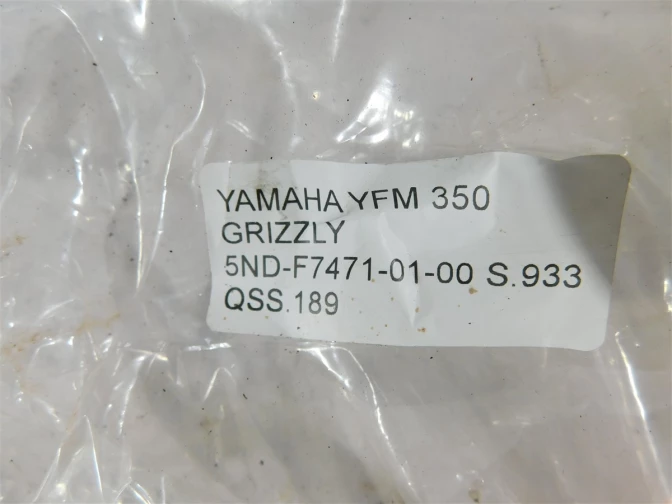 YAMAHA YFM 350
GRIZZLY
5ND-F7471-01-00 S.933
QSS.189